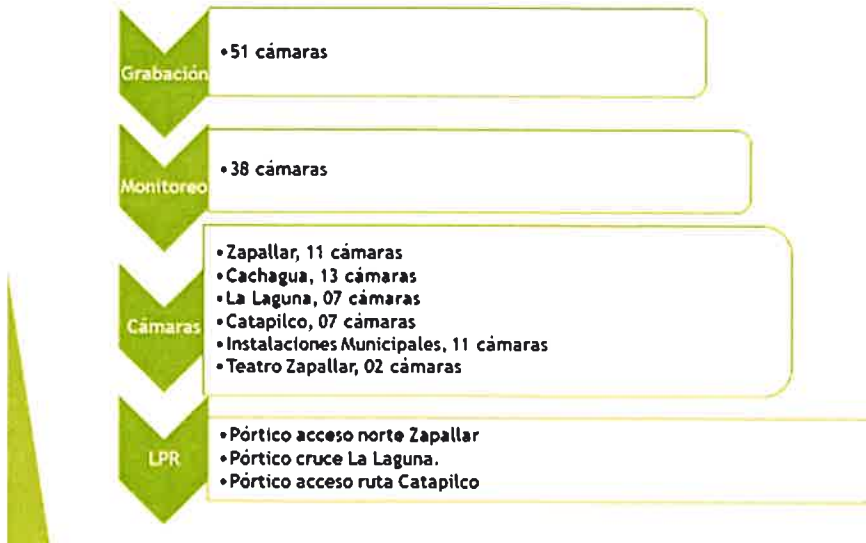 Grabación
•51 cámaras
Monitoreo
•38 cámaras
Cámaras
•Zapallar, 11 cámaras
•Cachagua, 13 cámaras
•La Laguna, 07 cámaras
•Catapilco, 07 cámaras
•Instalaciones Municipales, 11 cámaras
•Teatro Zapallar, 02 cámaras
LPR
•Pórtico acceso norte Zapallar
•Pórtico cruce La Laguna.
•Pórtico acceso ruta Catapilco